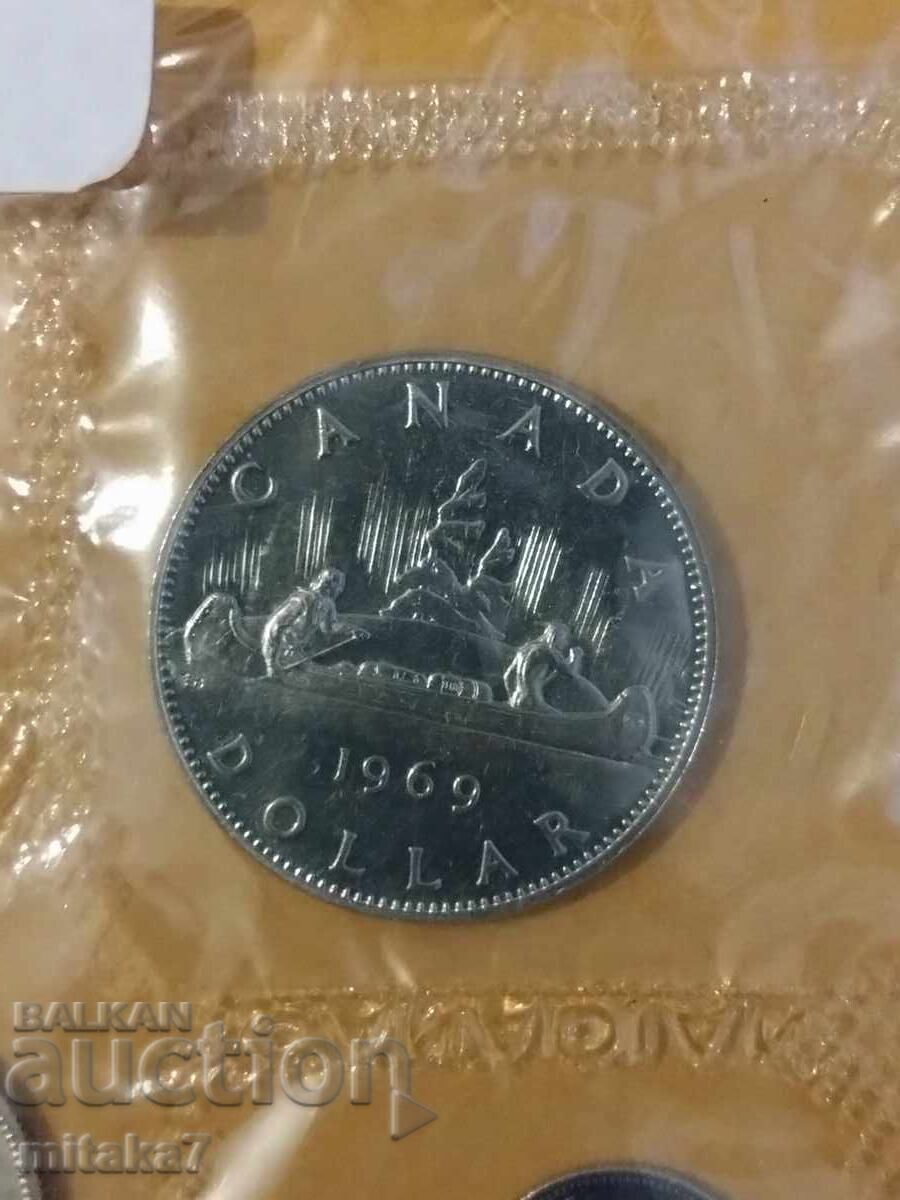 CANADA
1969
DOLLAR
BALKAN
auction
mitaka7